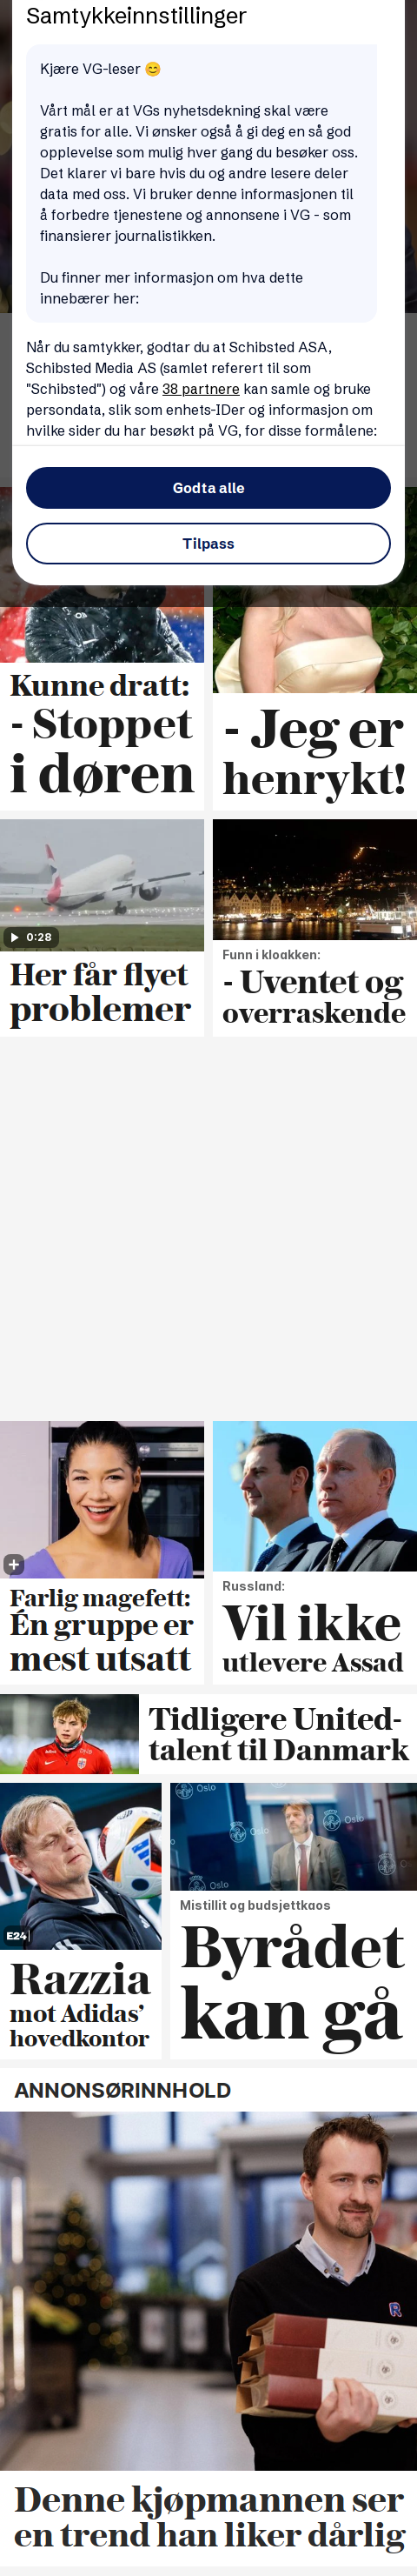 Samtykkeinnstillinger
Kjære VG-leser 😊
Vårt mål er at VGs nyhetsdekning skal være
gratis for alle. Vi ønsker også å gi deg en så god
opplevelse som mulig hver gang du besøker oss.
Det klarer vi bare hvis du og andre lesere deler
data med oss. Vi bruker denne informasjonen til
å forbedre tjenestene og annonsene i VG - som
finansierer journalistikken.
Du finner mer informasjon om hva dette
innebærer her:
Når du samtykker, godtar du at Schibsted ASA,
Schibsted Media AS (samlet referert til som
"Schibsted") og våre 38 partnere kan samle og bruke
persondata, slik som enhets-IDer og informasjon om
hvilke sider du har besøkt på VG, for disse formålene:
Godta alle
Tilpass
Kunne dratt:
- Stoppet
i døren
- Jeg er
henrykt!
0:28
Her får flyet
problemer
Funn i kloakken:
- Uventet og
overraskende
Farlig magefett:
Én gruppe er
mest utsatt
Russland:
Vil ikke
utlevere Assad
Tidligere United-
talent til Danmark
E24
Razzia
mot Adidas'
hovedkontor
Oslo
Oslo
Oslo
Oslo
Mistillit og budsjettkaos
Byrådet
kan gå
ANNONSØRINNHOLD
R
Denne kjøpmannen ser
en trend han liker dårlig